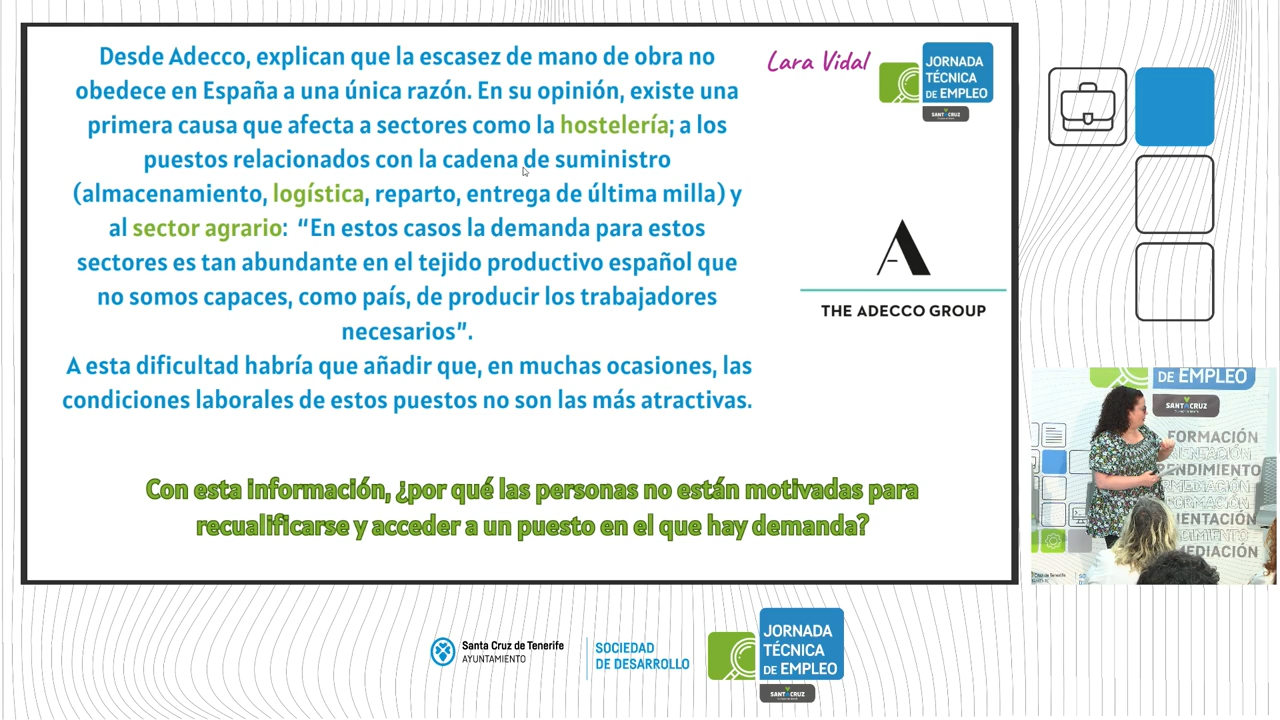 Desde Adecco, explican que la escasez de mano de obra no
obedece en España a una única razón. En su opinión, existe una
primera causa que afecta a sectores como la hostelería; a los
puestos relacionados con la cadena de suministro
(almacenamiento, logística, reparto, entrega de última milla) y
al sector agrario: “En estos casos la demanda para estos
sectores es tan abundante en el tejido productivo español que
no somos capaces, como país, de producir los trabajadores
necesarios”.
A esta dificultad habría que añadir que, en muchas ocasiones, las
condiciones laborales de estos puestos no son las más atractivas.
Con esta información, ¿por qué las personas no están motivadas para
recualificarse y acceder a un puesto en el que hay demanda?
Lara Vidal
JORNADA
TÉCNICA
DE EMPLEO
SANTACRUZ
THE ADECCO GROUP
DE EMPLEO
SANTACRUZ
FORMACIÓN
RENDIMIENTO
IENTACIÓN
MEDIACIÓN
Santa Cruz de Tenerife
AYUNTAMIENTO
SOCIEDAD
DE DESARROLLO
JORNADA
TÉCNICA
DE EMPLEO
SANTACRUZ